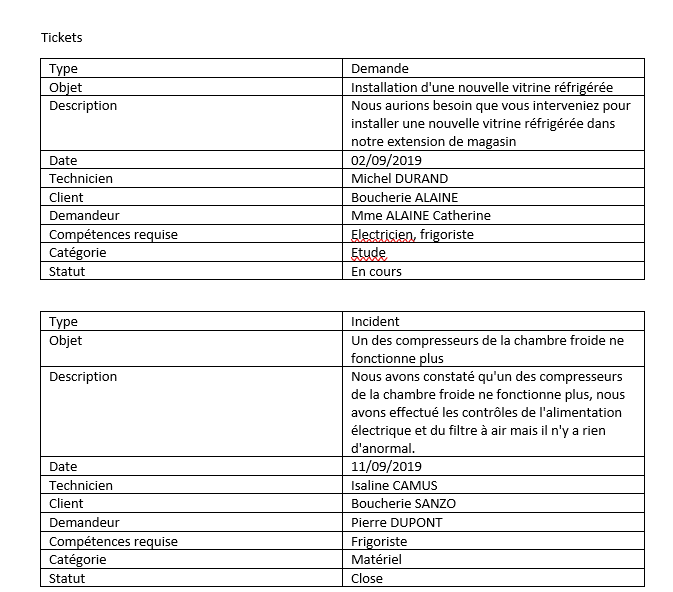 Tickets
Type Demande
Objet Installation d'une nouvelle vitrine réfrigérée
Description Nous aurions besoin que vous interveniez pour
installer une nouvelle vitrine réfrigérée dans
notre extension de magasin
Date 02/09/2019
Technicien Michel DURAND
Client Boucherie ALAINE
Demandeur Mme ALAINE Catherine
Compétences requise Electricien, frigoriste
Catégorie Etude
Statut En cours
Type Incident
Objet Un des compresseurs de la chambre froide ne
fonctionne plus
Description Nous avons constaté qu'un des compresseurs
de la chambre froide ne fonctionne plus, nous
avons effectué les contrôles de l'alimentation
électrique et du filtre à air mais il n'y a rien
d'anormal.
Date 11/09/2019
Technicien Isaline CAMUS
Client Boucherie SANZO
Demandeur Pierre DUPONT
Compétences requise Frigoriste
Catégorie Matériel
Statut Close